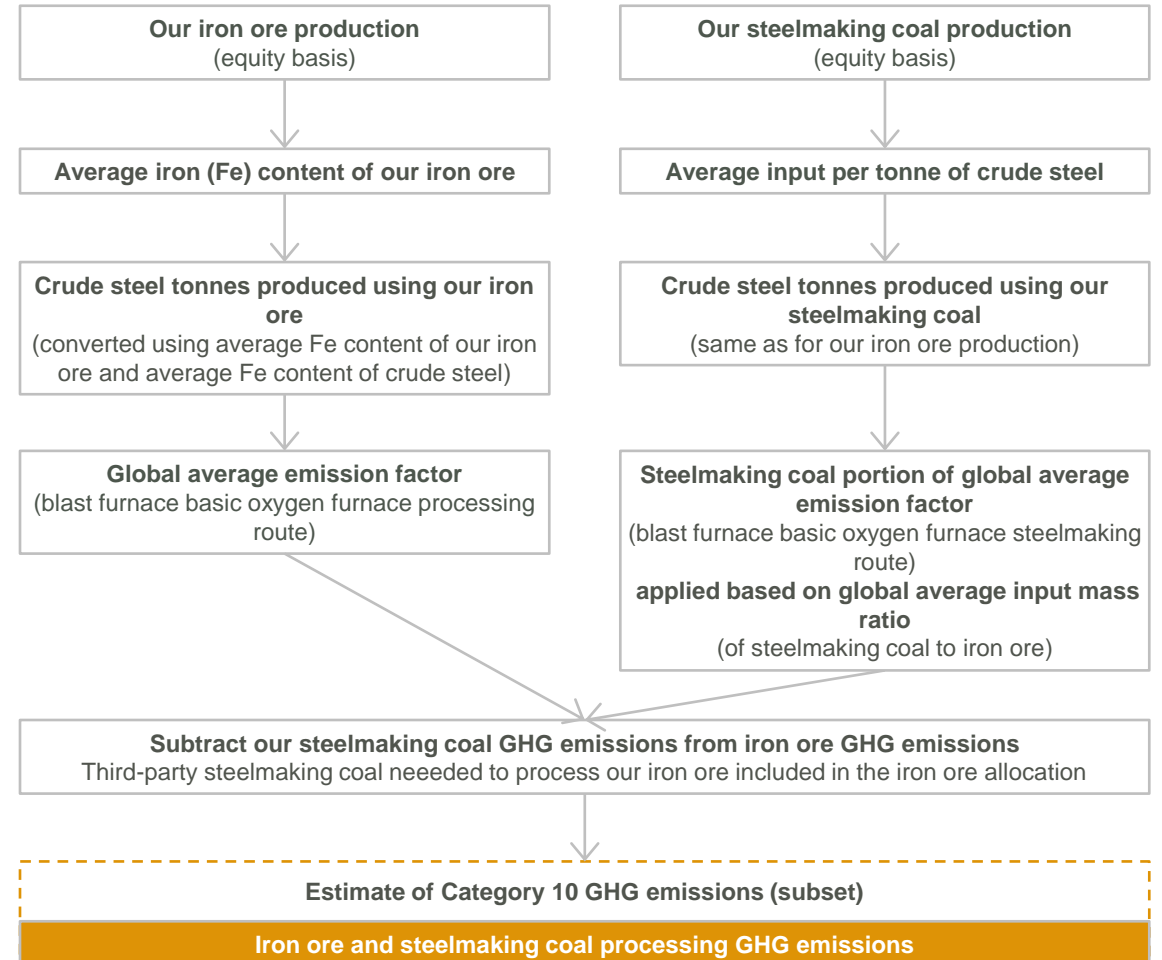 Our iron ore production
(equity basis)
Our steelmaking coal production
(equity basis)
Average iron (Fe) content of our iron ore
Average input per tonne of crude steel
Crude steel tonnes produced using our iron
ore
(converted using average Fe content of our iron
ore and average Fe content of crude steel)
Crude steel tonnes produced using our
steelmaking coal
(same as for our iron ore production)
Global average emission factor
(blast furnace basic oxygen furnace processing
route)
Steelmaking coal portion of global average
emission factor
(blast furnace basic oxygen furnace steelmaking
route)
applied based on global average input mass
ratio
(of steelmaking coal to iron ore)
Subtract our steelmaking coal GHG emissions from iron ore GHG emissions
Third-party steelmaking coal neeeded to process our iron ore included in the iron ore allocation
Estimate of Category 10 GHG emissions (subset)
Iron ore and steelmaking coal processing GHG emissions